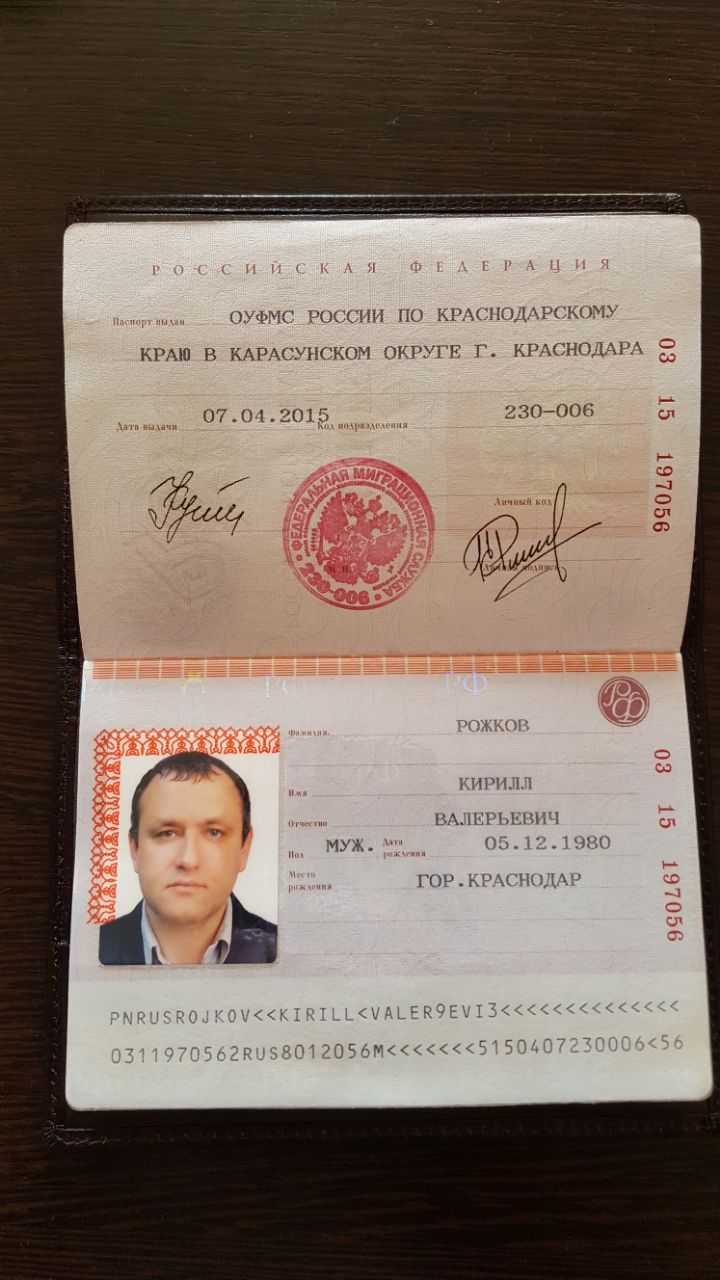 РОССИЙСКАЯ ФЕДЕРАЦИЯ
Паспорт выдан ОУФМС РОССИИ ПО КРАСНОДАРСКОМУ
КРАЮ В КАРАСУНСКОМ ОКРУГЕ Г. КРАСНОДАРА
Дата выдачи 07.04.2015 Код подразделения 230-006
03 15 197056
Личный код
ФЕДЕРАЛЬНАЯ МИГРАЦИОННАЯ СЛУЖБА
230-006
М.П.
Личная подпись
РФ
Фамилия РОЖКОВ
Имя КИРИЛЛ
Отчество ВАЛЕРЬЕВИЧ
Пол МУЖ. Дата рождения 05.12.1980
Место рождения ГОР.КРАСНОДАР
03 15 197056
PNRUSROJKOV<<KIRILL<VALER9EVI3<<<<<<<<<<<<<<
0311970562RUS8012056M<<<<<<<5150407230006<56